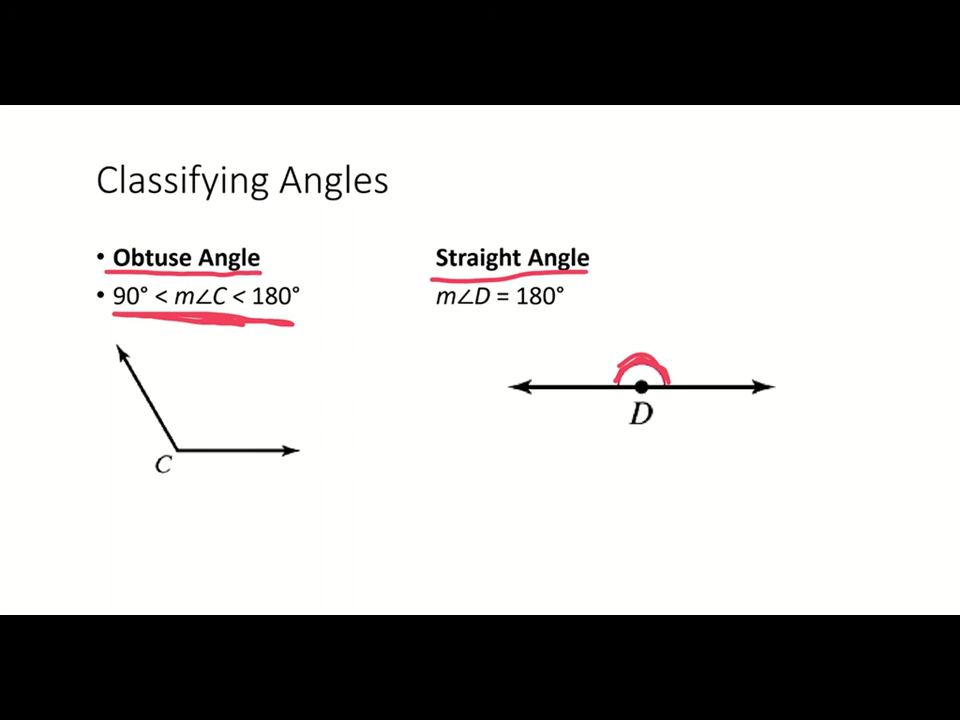 Classifying Angles
• Obtuse Angle
• 90° < m∠C < 180°
C
Straight Angle
m∠D = 180°
D